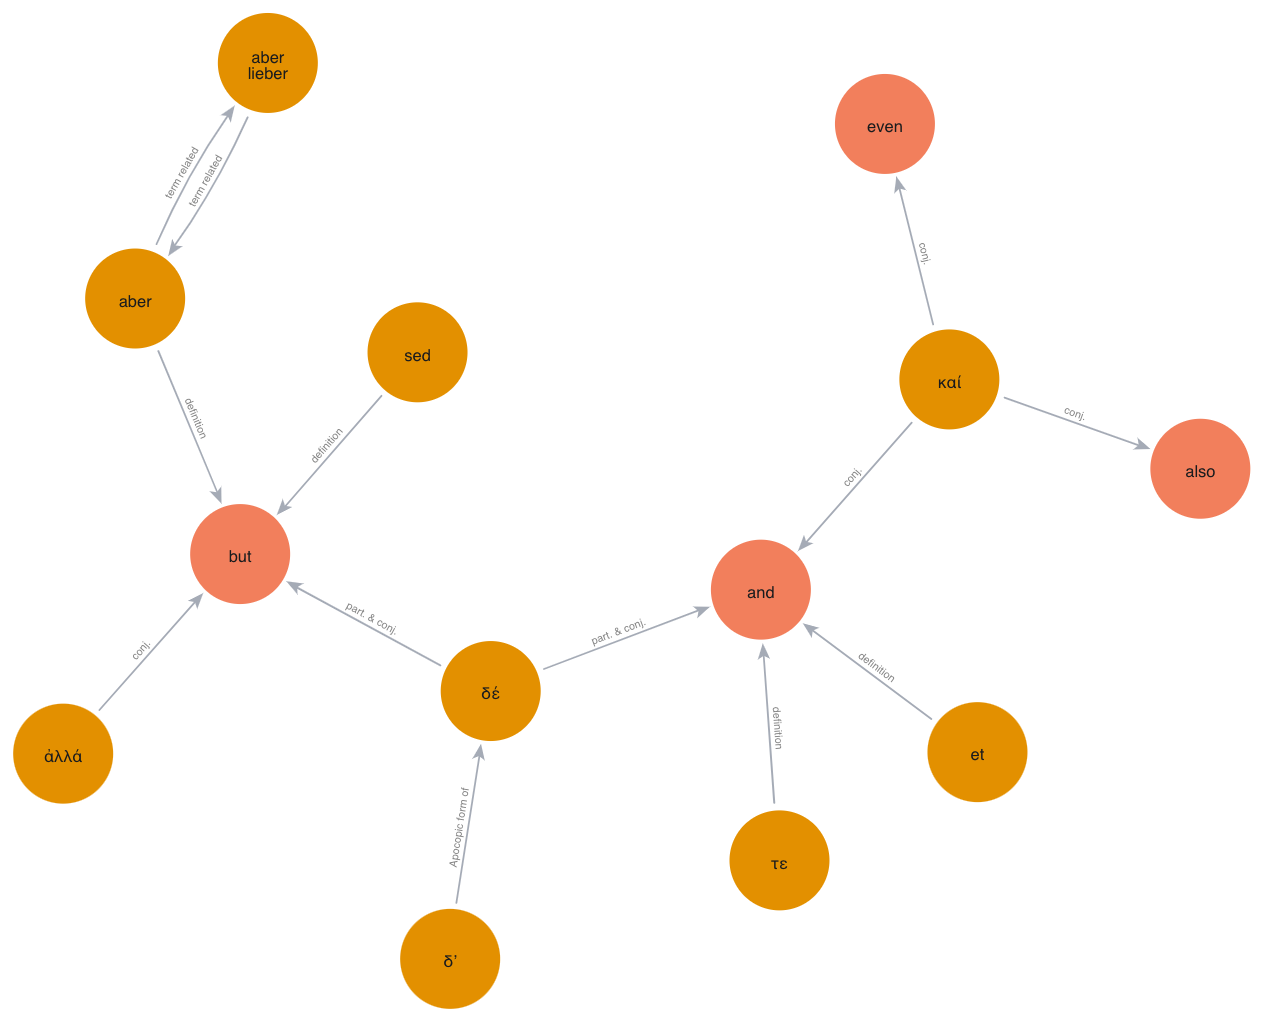 aber
lieber
even
term related
term related
conj.
aber
sed
καί
definition
definition
conj.
conj.
also
but
and
part. & conj.
part. & conj.
conj.
definition
definition
δέ
ἀλλά
et
Apocopic form of
τε
δ’